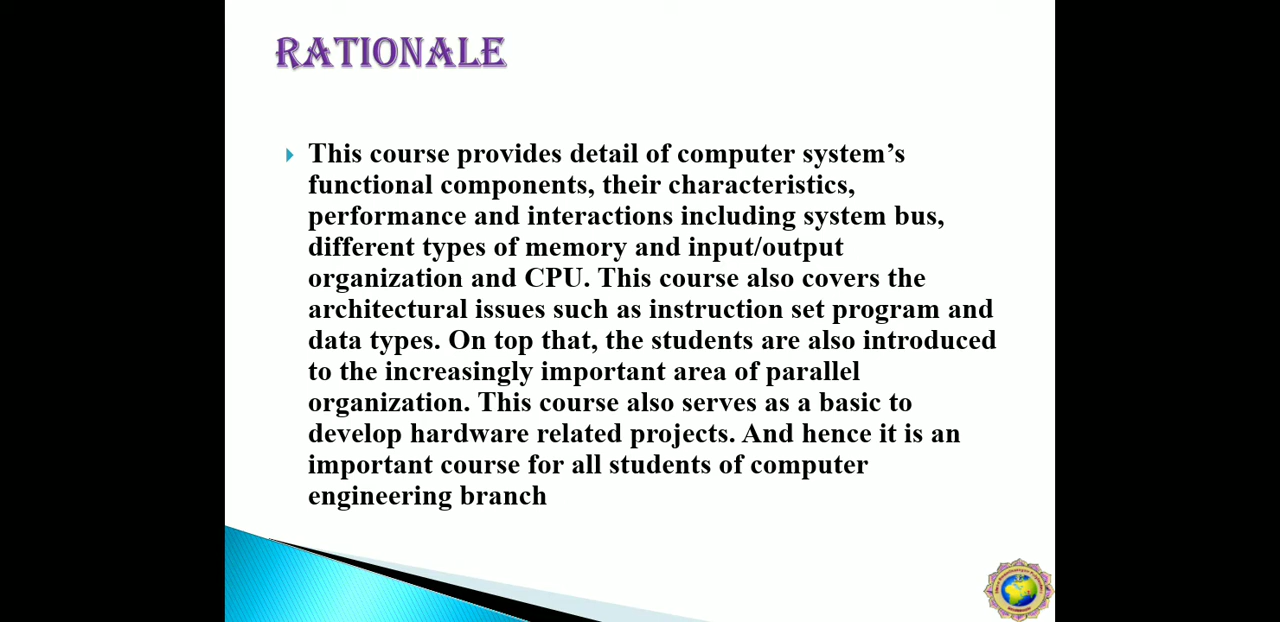 RATIONALE
This course provides detail of computer system’s
functional components, their characteristics,
performance and interactions including system bus,
different types of memory and input/output
organization and CPU. This course also covers the
architectural issues such as instruction set program and
data types. On top that, the students are also introduced
to the increasingly important area of parallel
organization. This course also serves as a basic to
develop hardware related projects. And hence it is an
important course for all students of computer
engineering branch